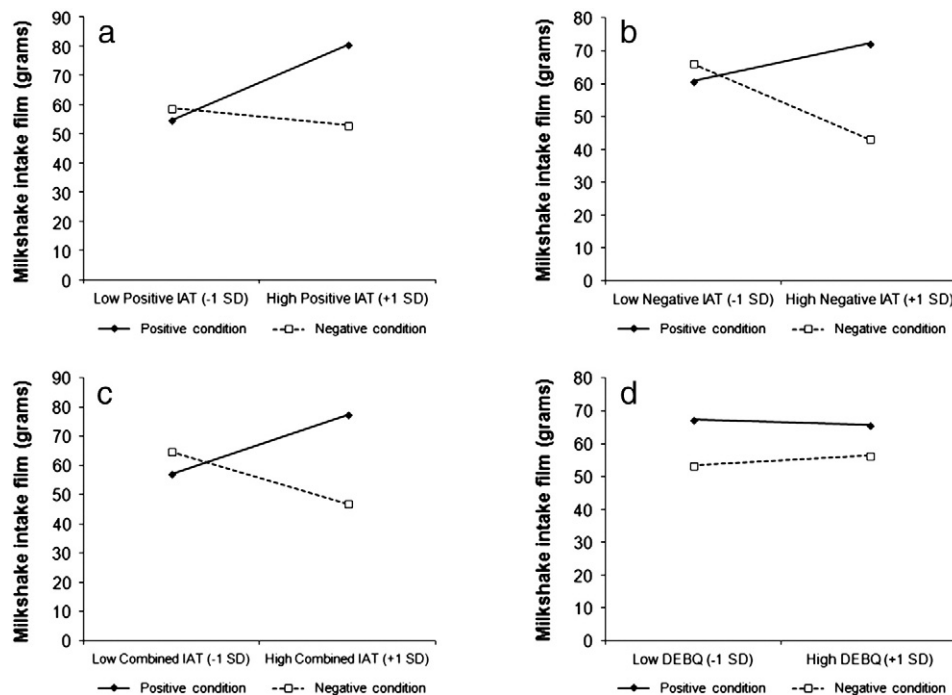 a
Milkshake intake film (grams)
90
80
70
60
50
40
30
20
10
0
Low Positive IAT (-1 SD) High Positive IAT (+1 SD)
Positive condition Negative condition
b
Milkshake intake film (grams)
80
70
60
50
40
30
20
10
0
Low Negative IAT (-1 SD) High Negative IAT (+1 SD)
Positive condition Negative condition
c
Milkshake intake film (grams)
90
80
70
60
50
40
30
20
10
0
Low Combined IAT (-1 SD) High Combined IAT (+1 SD)
Positive condition Negative condition
d
Milkshake intake film (grams)
80
70
60
50
40
30
20
10
0
Low DEBQ (-1 SD) High DEBQ (+1 SD)
Positive condition Negative condition